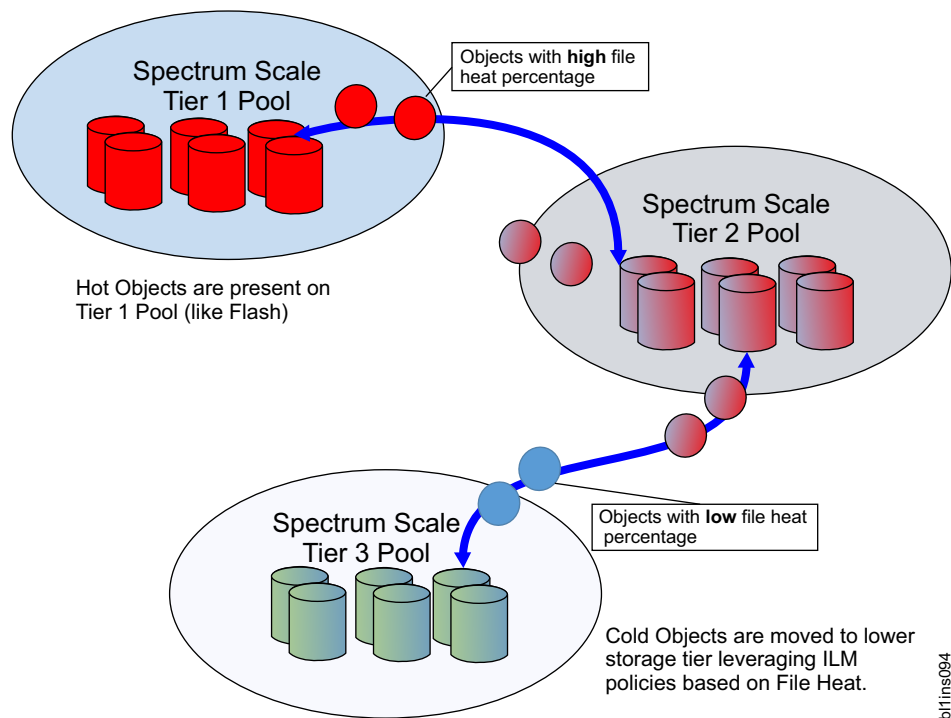 Objects with high file
heat percentage
Spectrum Scale
Tier 1 Pool
Spectrum Scale
Tier 2 Pool
Hot Objects are present on
Tier 1 Pool (like Flash)
Spectrum Scale
Tier 3 Pool
Objects with low file heat
percentage
Cold Objects are moved to lower
storage tier leveraging ILM
policies based on File Heat.
bl1ins094